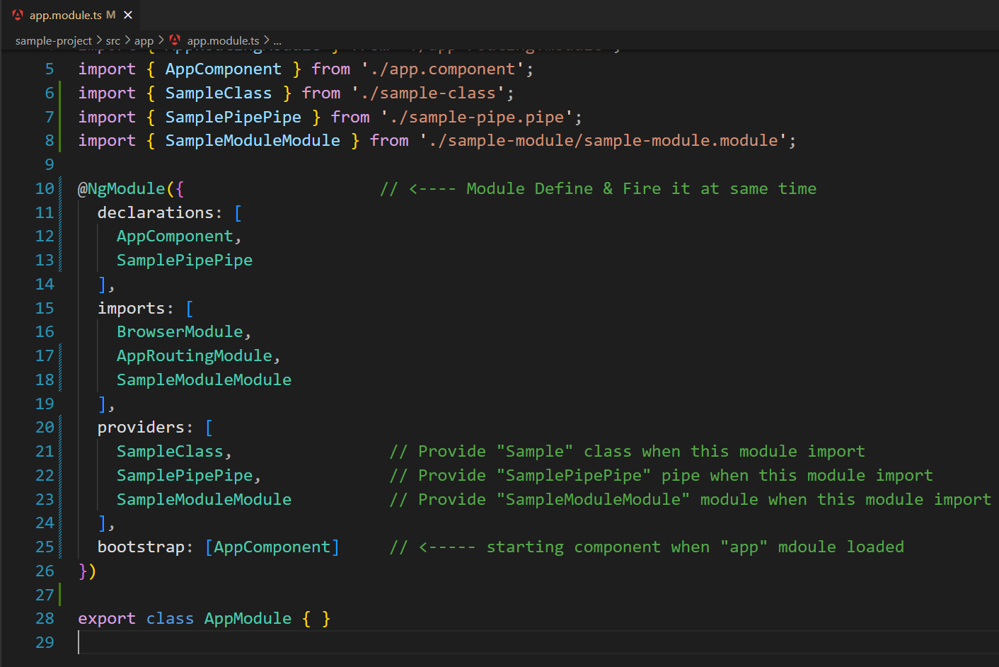 app.module.ts M ×
sample-project > src > app > app.module.ts > ...
5 import { AppComponent } from './app.component';
6 import { SampleClass } from './sample-class';
7 import { SamplePipePipe } from './sample-pipe.pipe';
8 import { SampleModuleModule } from './sample-module/sample-module.module';
9
10 @NgModule({ // <---- Module Define & Fire it at same time
11 declarations: [
12 AppComponent,
13 SamplePipePipe
14 ],
15 imports: [
16 BrowserModule,
17 AppRoutingModule,
18 SampleModuleModule
19 ],
20 providers: [
21 SampleClass, // Provide "Sample" class when this module import
22 SamplePipePipe, // Provide "SamplePipePipe" pipe when this module import
23 SampleModuleModule // Provide "SampleModuleModule" module when this module import
24 ],
25 bootstrap: [AppComponent] // <----- starting component when "app" mdoule loaded
26 })
27
28 export class AppModule { }
29